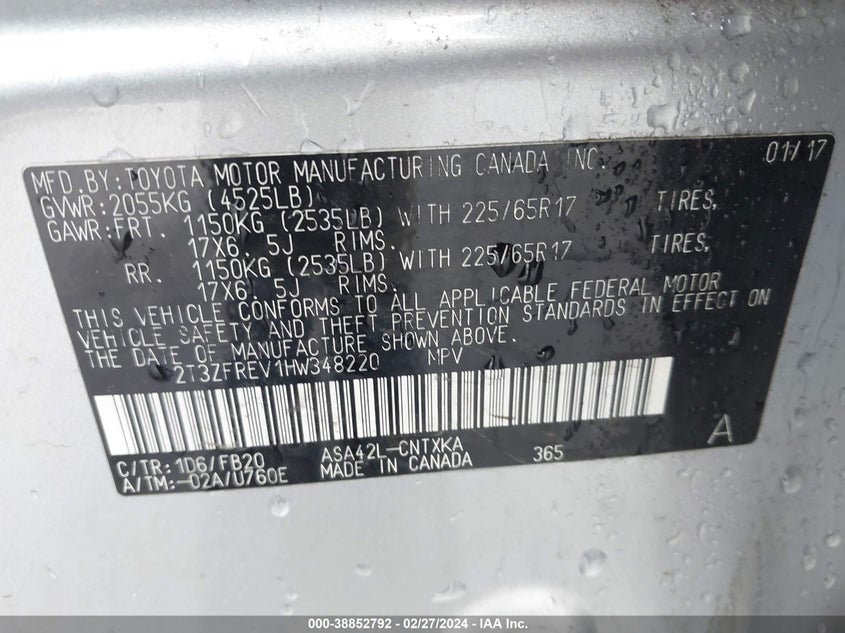 MFD.BY:TOYOTA MOTOR MANUFACTURING CANADA INC. 01/17
GVWR:2055KG (4525LB)
GAWR:FRT. 1150KG (2535LB) WITH 225/65R17 TIRES,
17X6. 5J RIMS.
RR. 1150KG (2535LB) WITH 225/65R17 TIRES,
17X6. 5J RIMS.
THIS VEHICLE CONFORMS TO ALL APPLICABLE FEDERAL MOTOR
VEHICLE SAFETY AND THEFT PREVENTION STANDARDS IN EFFECT ON
THE DATE OF MANUFACTURE SHOWN ABOVE.
2T3ZFREV1HW348220 MPV
A
C/TR:1D6/FB20 ASA42L-CNTXKA 365
A/TM:-02A/U760E MADE IN CANADA
000-38852792 - 02/27/2024 - IAA Inc.